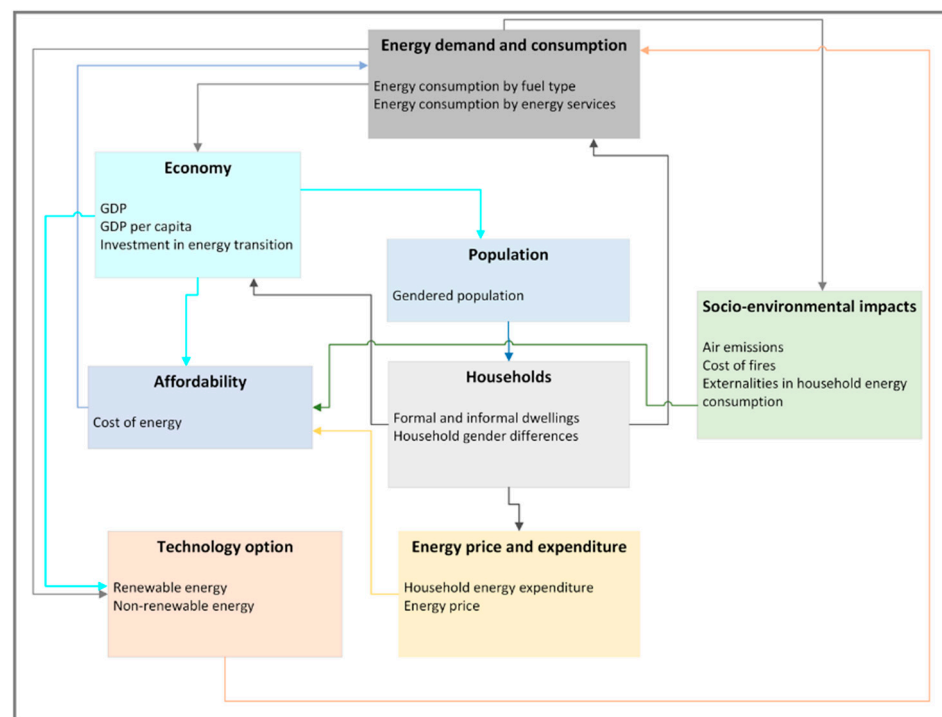 Energy demand and consumption
Energy consumption by fuel type
Energy consumption by energy services
Economy
GDP
GDP per capita
Investment in energy transition
Population
Gendered population
Socio-environmental impacts
Air emissions
Cost of fires
Externalities in household energy
consumption
Affordability
Cost of energy
Households
Formal and informal dwellings
Household gender differences
Technology option
Renewable energy
Non-renewable energy
Energy price and expenditure
Household energy expenditure
Energy price